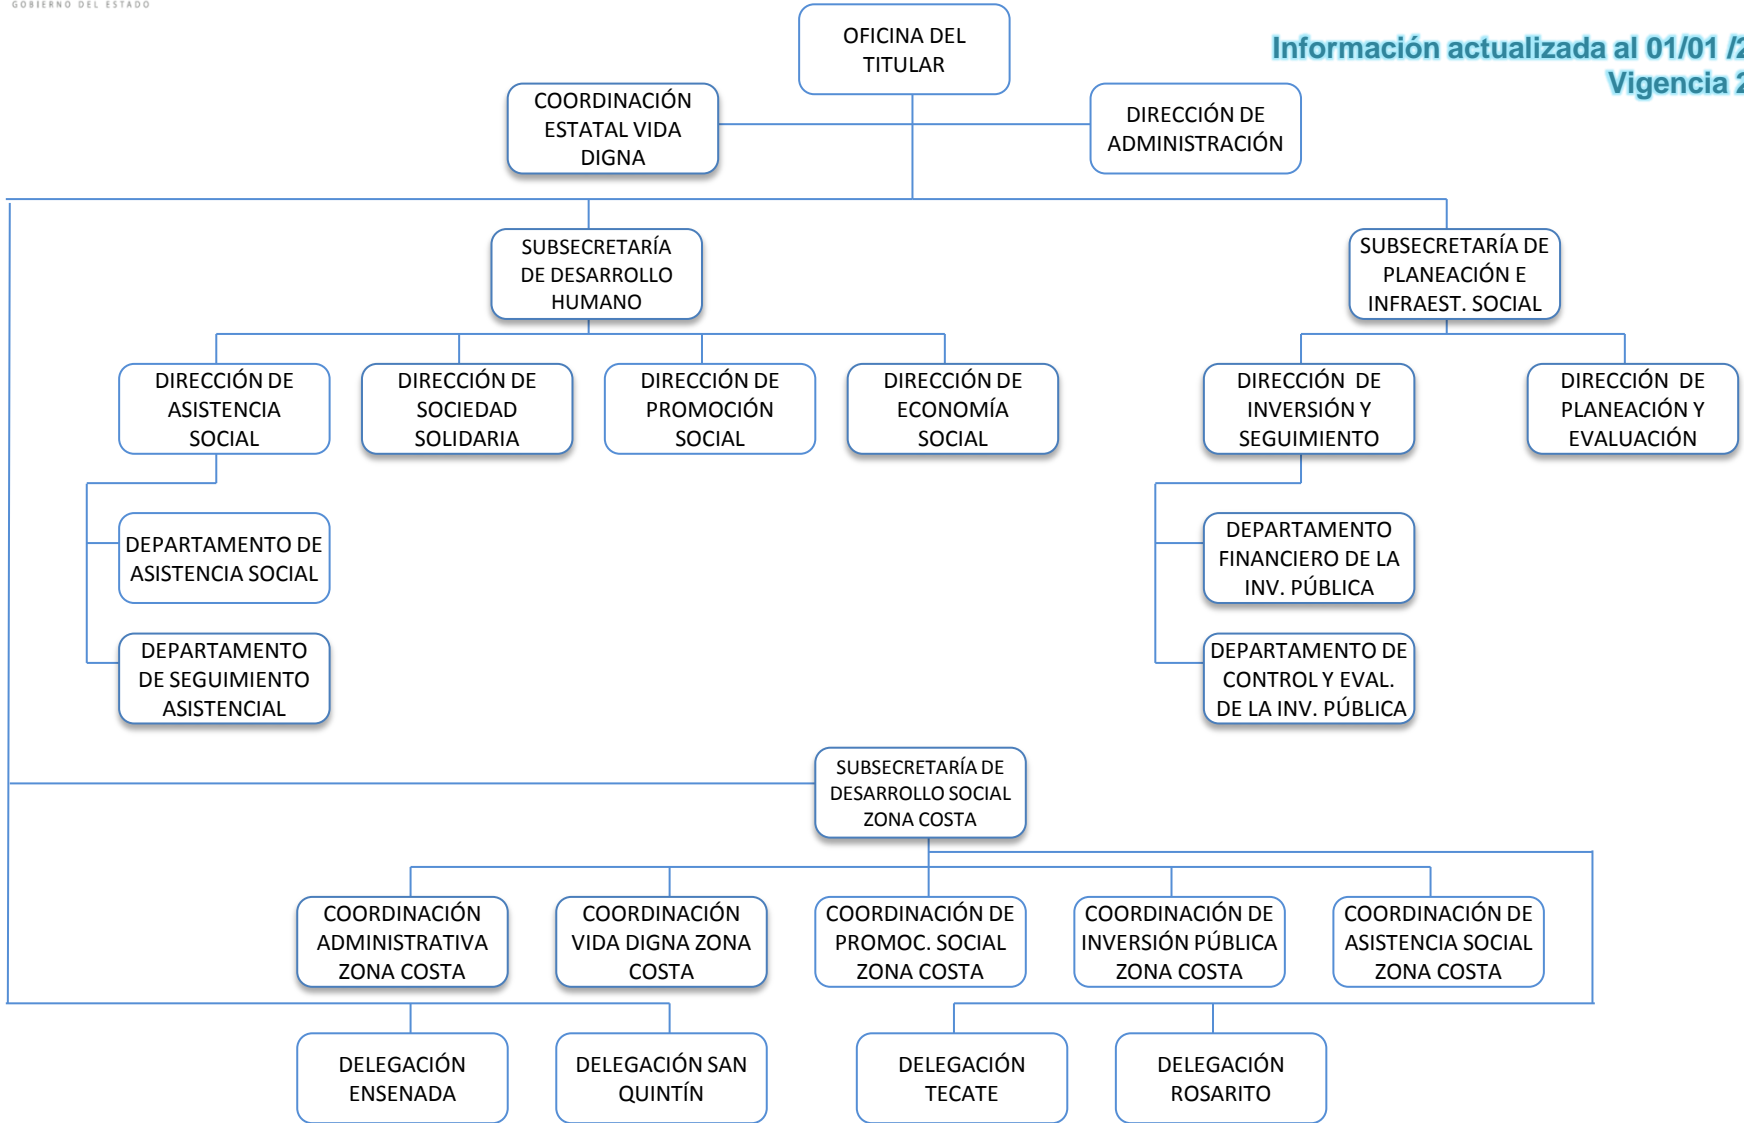 GOBIERNO DEL ESTADO
OFICINA DEL
TITULAR
Información actualizada al 01/01 /2
Vigencia 2
COORDINACIÓN
ESTATAL VIDA
DIGNA
DIRECCIÓN DE
ADMINISTRACIÓN
SUBSECRETARÍA
DE DESARROLLO
HUMANO
SUBSECRETARÍA DE
PLANEACIÓN E
INFRAEST. SOCIAL
DIRECCIÓN DE
ASISTENCIA
SOCIAL
DIRECCIÓN DE
SOCIEDAD
SOLIDARIA
DIRECCIÓN DE
PROMOCIÓN
SOCIAL
DIRECCIÓN DE
ECONOMÍA
SOCIAL
DIRECCIÓN DE
INVERSIÓN Y
SEGUIMIENTO
DIRECCIÓN DE
PLANEACIÓN Y
EVALUACIÓN
DEPARTAMENTO DE
ASISTENCIA SOCIAL
DEPARTAMENTO
FINANCIERO DE LA
INV. PÚBLICA
DEPARTAMENTO
DE SEGUIMIENTO
ASISTENCIAL
DEPARTAMENTO DE
CONTROL Y EVAL.
DE LA INV. PÚBLICA
SUBSECRETARÍA DE
DESARROLLO SOCIAL
ZONA COSTA
COORDINACIÓN
ADMINISTRATIVA
ZONA COSTA
COORDINACIÓN
VIDA DIGNA ZONA
COSTA
COORDINACIÓN DE
PROMOC. SOCIAL
ZONA COSTA
COORDINACIÓN DE
INVERSIÓN PÚBLICA
ZONA COSTA
COORDINACIÓN DE
ASISTENCIA SOCIAL
ZONA COSTA
DELEGACIÓN
ENSENADA
DELEGACIÓN SAN
QUINTÍN
DELEGACIÓN
TECATE
DELEGACIÓN
ROSARITO